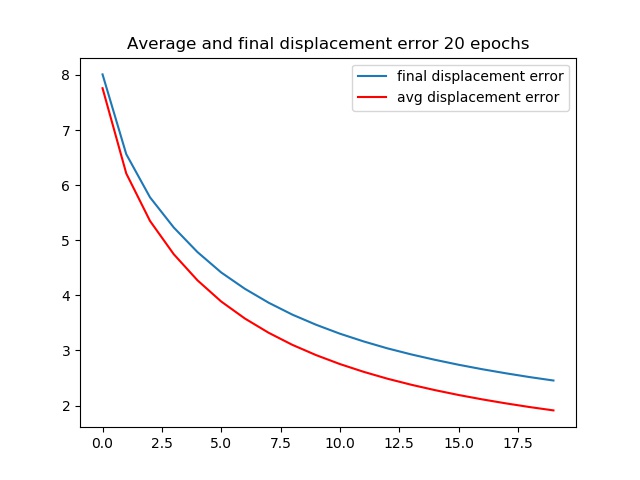 Average and final displacement error 20 epochs
final displacement error
avg displacement error
8
7
6
5
4
3
2
0.0 2.5 5.0 7.5 10.0 12.5 15.0 17.5